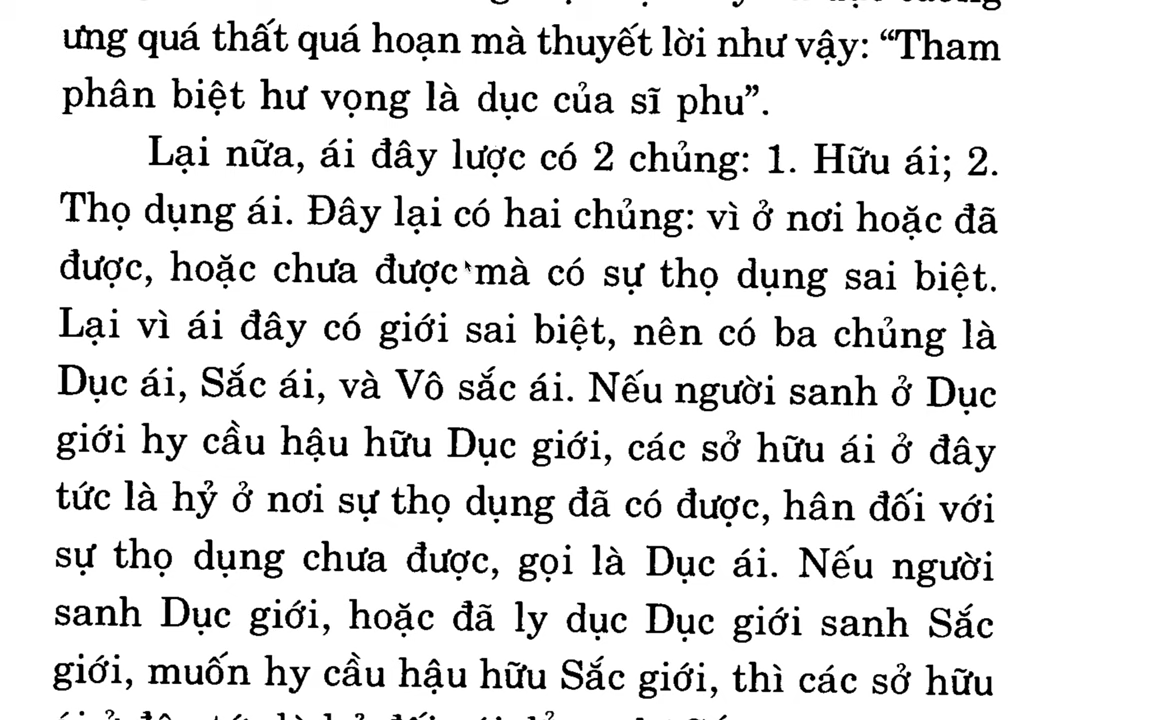 ưng quá thất quá hoạn mà thuyết lời như vậy: “Tham
phân biệt hư vọng là dục của sĩ phu”.
Lại nữa, ái đây lược có 2 chủng: 1. Hữu ái; 2.
Thọ dụng ái. Đây lại có hai chủng: vì ở nơi hoặc đã
được, hoặc chưa được mà có sự thọ dụng sai biệt.
Lại vì ái đây có giới sai biệt, nên có ba chủng là
Dục ái, Sắc ái, và Vô sắc ái. Nếu người sanh ở Dục
giới hy cầu hậu hữu Dục giới, các sở hữu ái ở đây
tức là hỷ ở nơi sự thọ dụng đã có được, hân đối với
sự thọ dụng chưa được, gọi là Dục ái. Nếu người
sanh Dục giới, hoặc đã ly dục Dục giới sanh Sắc
giới, muốn hy cầu hậu hữu Sắc giới, thì các sở hữu